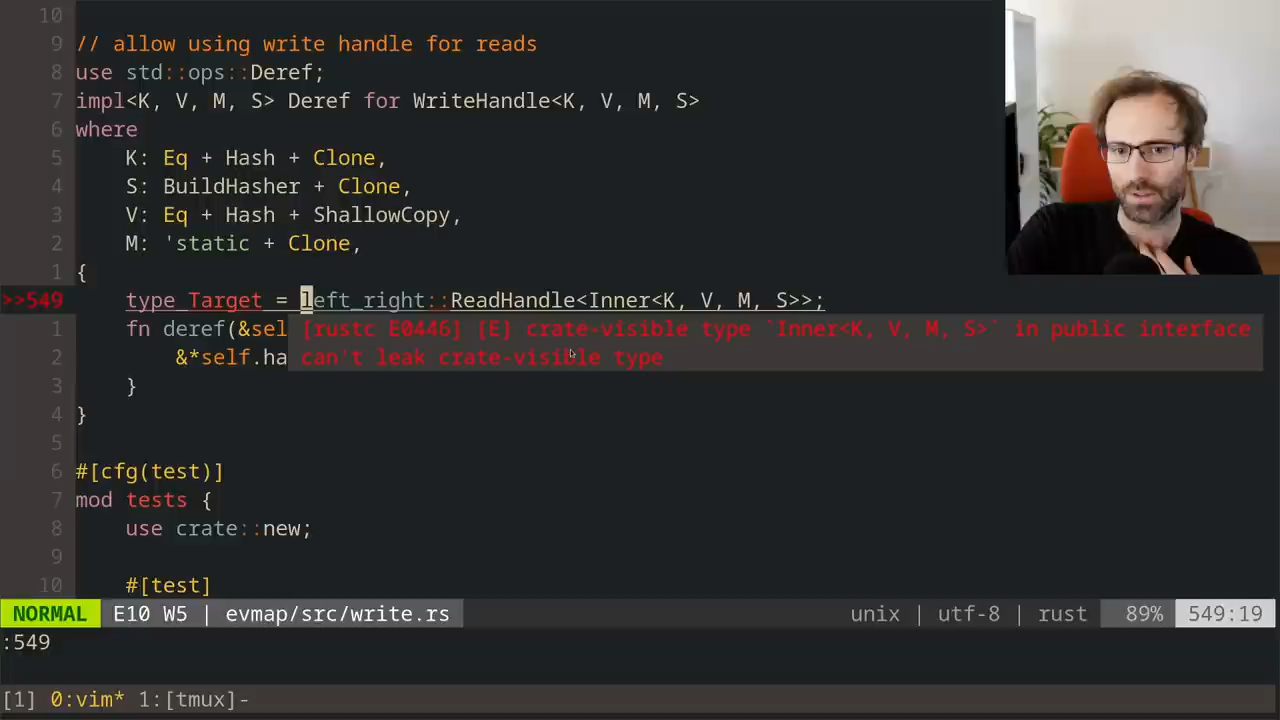 10
9 // allow using write handle for reads
8 use std::ops::Deref;
7 impl<K, V, M, S> Deref for WriteHandle<K, V, M, S>
6 where
5     K: Eq + Hash + Clone,
4     S: BuildHasher + Clone,
3     V: Eq + Hash + ShallowCopy,
2     M: 'static + Clone,
1 {
>>549     type Target = left_right::ReadHandle<Inner<K, V, M, S>>;
1     fn deref(&sel [rustc E0446] [E] crate-visible type `Inner<K, V, M, S>` in public interface
2         &*self.ha can't leak crate-visible type
3     }
4 }
5
6 #[cfg(test)]
7 mod tests {
8     use crate::new;
9
10     #[test]
NORMAL E10 W5 | evmap/src/write.rs unix | utf-8 | rust 89% 549:19
:549
[1] 0:vim* 1:[tmux]-